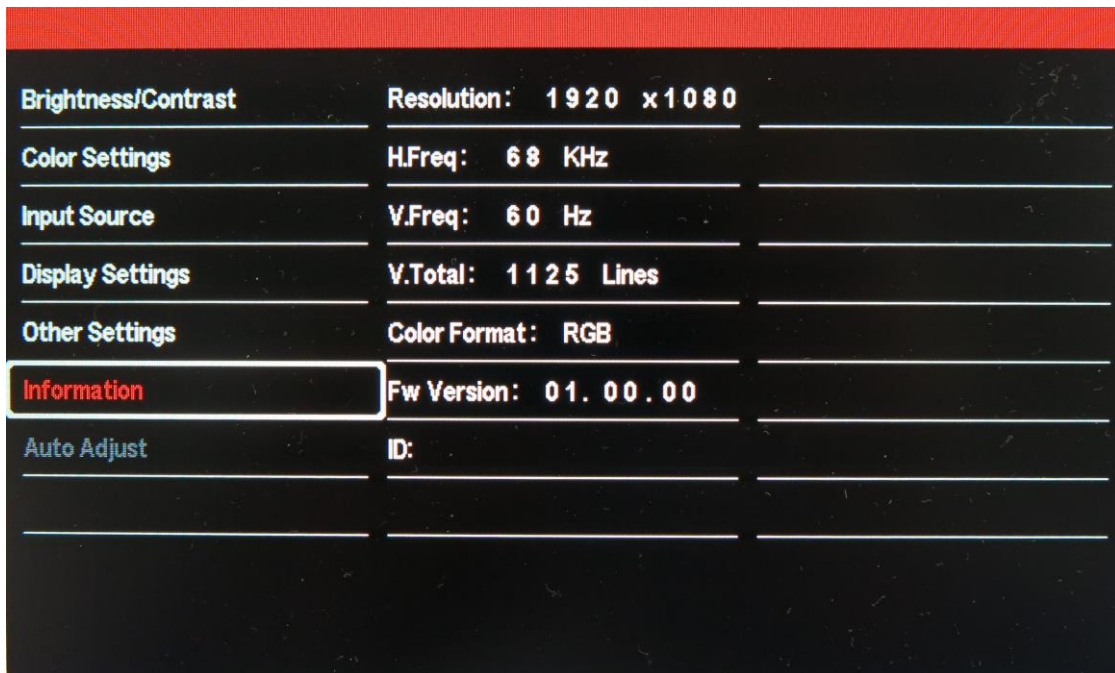 Brightness/Contrast
Resolution: 1920 x1080
Color Settings
H.Freq: 68 KHz
Input Source
V.Freq: 60 Hz
Display Settings
V.Total: 1125 Lines
Other Settings
Color Format: RGB
Information
Fw Version: 01.00.00
Auto Adjust
ID: